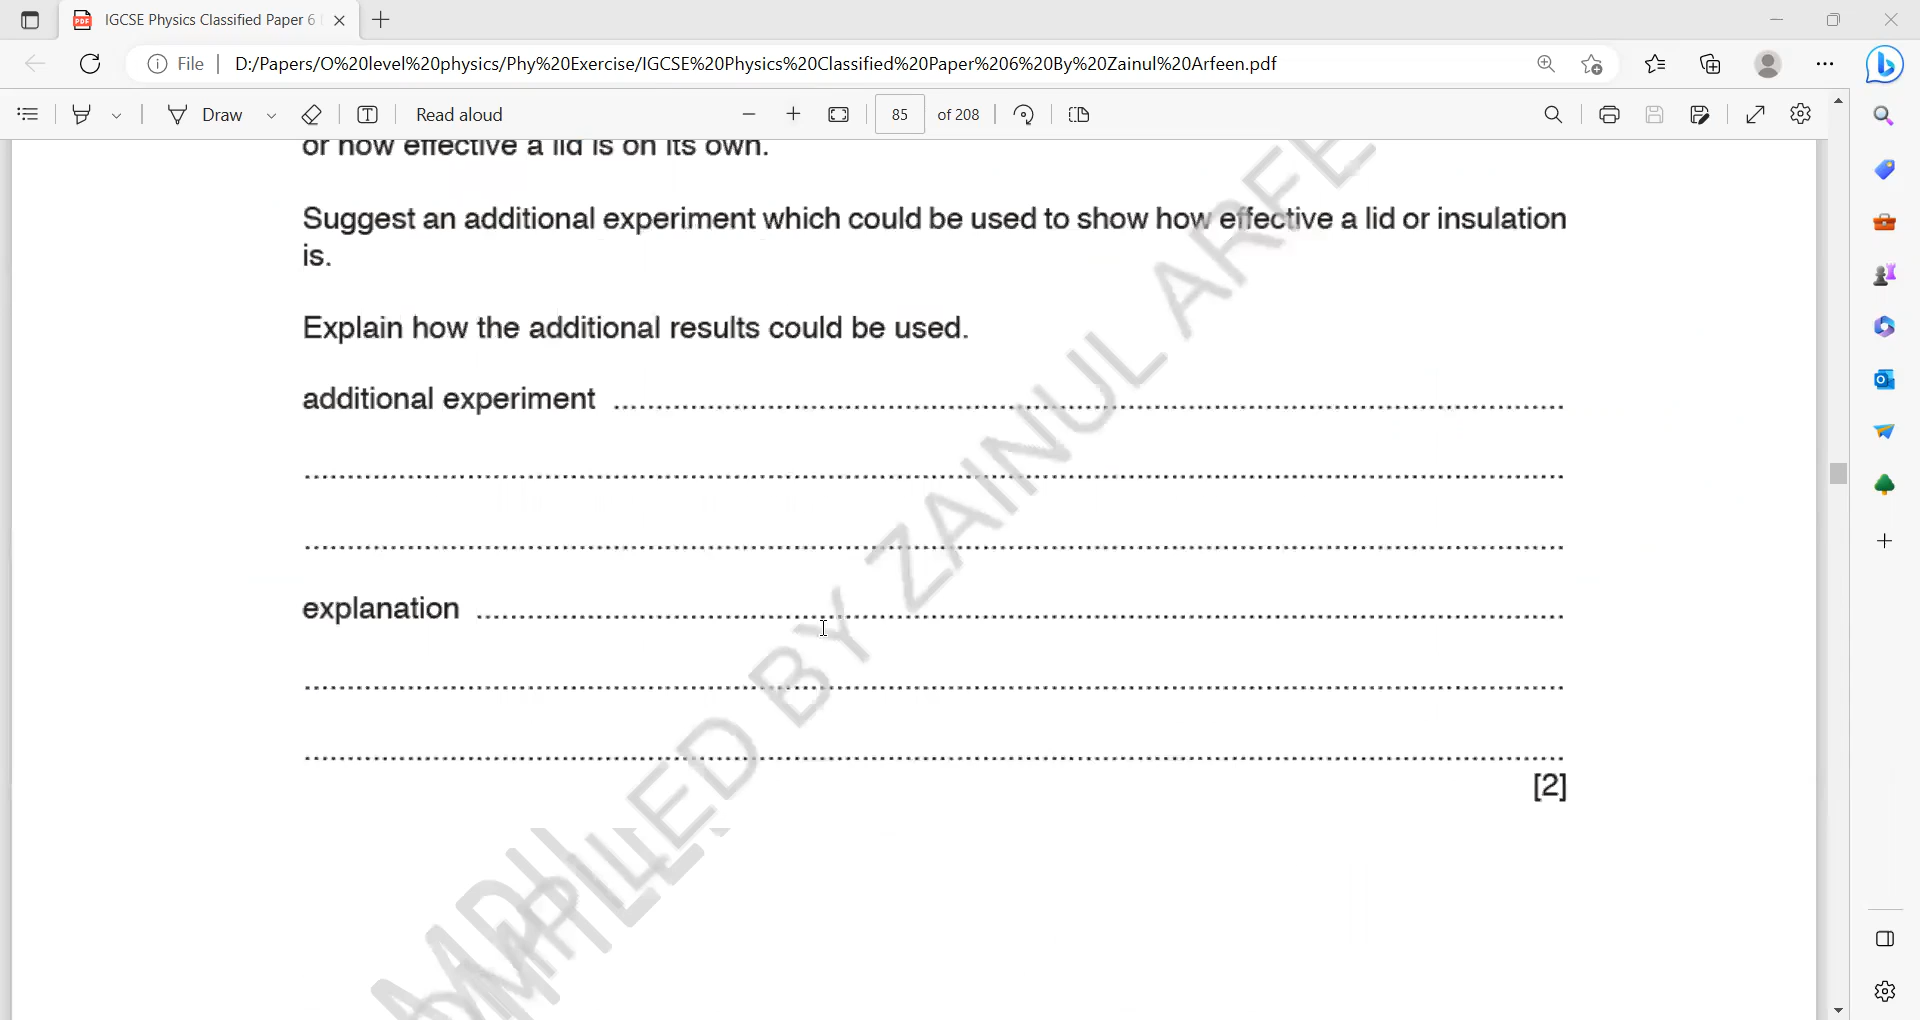 IGCSE Physics Classified Paper 6
File
D:/Papers/O%20level%20physics/Phy%20Exercise/IGCSE%20Physics%20Classified%20Paper%206%20By%20Zainul%20Arfeen.pdf
Draw
Read aloud
85 of 208
or how effective a lid is on its own.
Suggest an additional experiment which could be used to show how effective a lid or insulation
is.
Explain how the additional results could be used.
additional experiment
explanation
[2]
BY ZAINUL ARFE